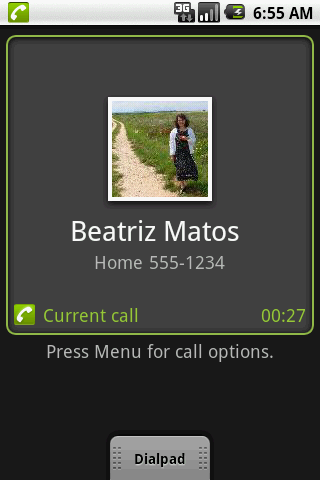 3G
6:55 AM
Beatriz Matos
Home 555-1234
Current call 00:27
Press Menu for call options.
Dialpad